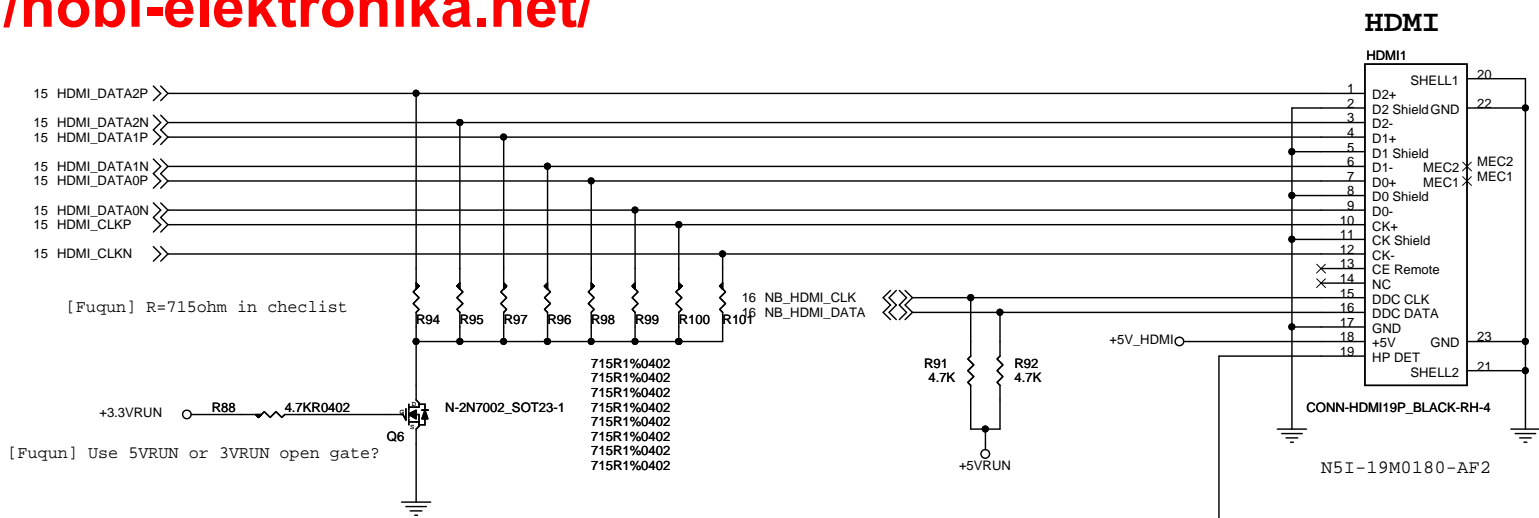 /hobi-elektronika.net/
HDMI
HDMI1
15 HDMI_DATA2P
15 HDMI_DATA2N
15 HDMI_DATA1P
15 HDMI_DATA1N
15 HDMI_DATA0P
15 HDMI_DATA0N
15 HDMI_CLKP
15 HDMI_CLKN
[Fuqun] R=715ohm in checlist
R94 R95 R97 R96 R98 R99 R100 R101
16 NB_HDMI_CLK
16 NB_HDMI_DATA
715R1%0402
715R1%0402
715R1%0402
715R1%0402
715R1%0402
715R1%0402
715R1%0402
715R1%0402
+3.3VRUN
R88
4.7KR0402
G
D
S
Q6
N-2N7002_SOT23-1
[Fuqun] Use 5VRUN or 3VRUN open gate?
R91
4.7K
R92
4.7K
+5VRUN
+5V_HDMI
1 D2+
2 D2 Shield
3 D2-
4 D1+
5 D1 Shield
6 D1-
7 D0+
8 D0 Shield
9 D0-
10 CK+
11 CK Shield
12 CK-
13 CE Remote
14 NC
15 DDC CLK
16 DDC DATA
17 GND
18 +5V
19 HP DET
SHELL1 20
GND 22
MEC2 MEC2
MEC1 MEC1
GND 23
SHELL2 21
CONN-HDMI19P_BLACK-RH-4
N5I-19M0180-AF2